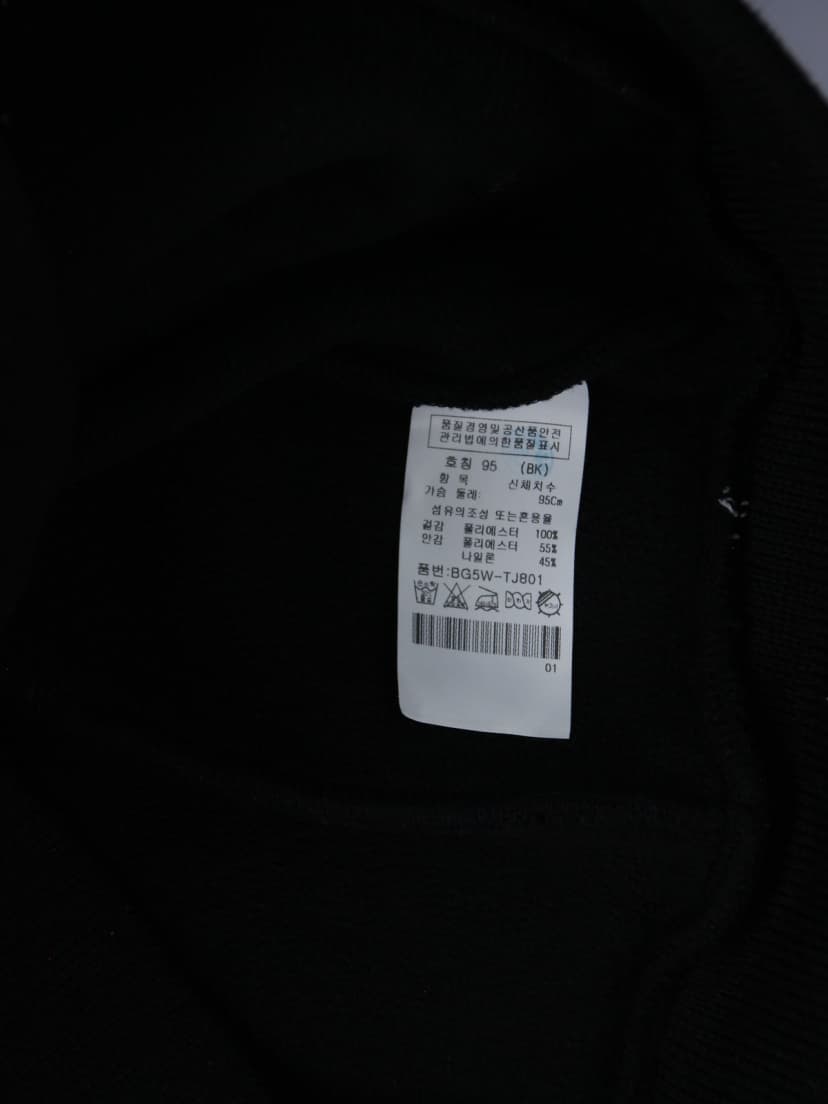 품질경영및공산품안전
관리법에의한품질표시
호칭 95 (BK)
항 목 신체치수
가슴 둘레: 95Cm
섬유의조성 또는혼용율
겉감 폴리에스터 100%
안감 폴리에스터 55%
나일론 45%
품번:BG5W-TJ801
01